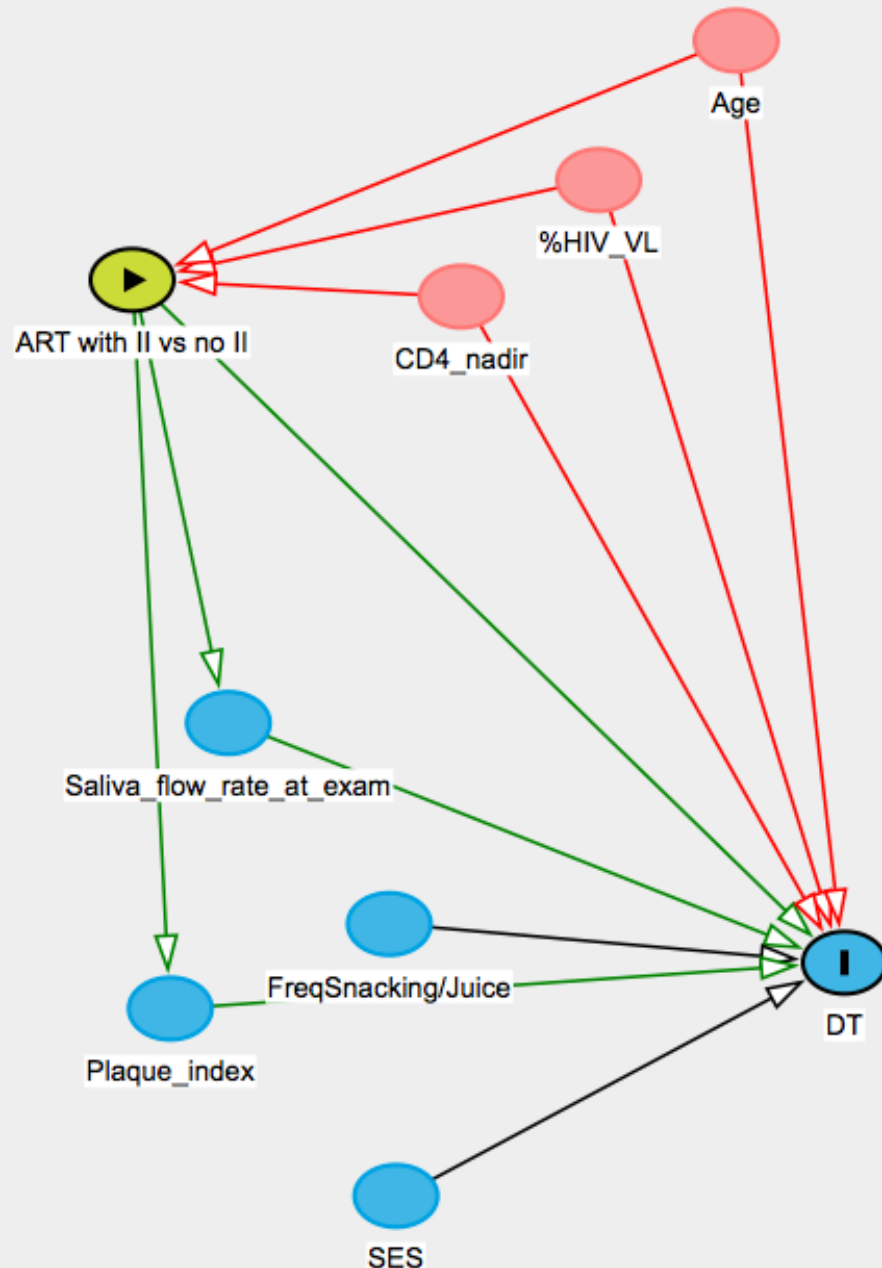 Age
%HIV_VL
ART with II vs no II
CD4_nadir
Saliva_flow_rate_at_exam
FreqSnacking/Juice
DT
Plaque_index
SES